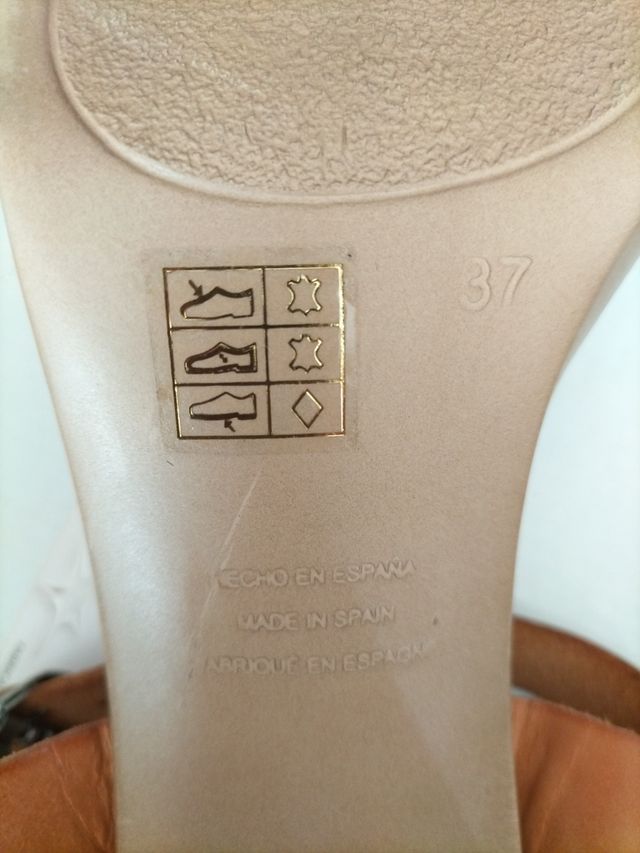 37
HECHO EN ESPAÑA
MADE IN SPAIN
FABRIQUÉ EN ESPAGNE